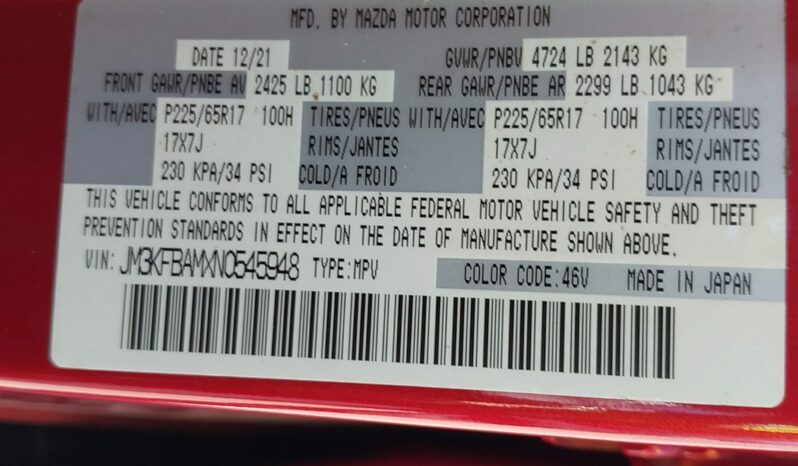 MFD. BY MAZDA MOTOR CORPORATION
DATE 12/21 GVWR/PNBV 4724 LB 2143 KG
FRONT GAWR/PNBE AV 2425 LB 1100 KG REAR GAWR/PNBE AR 2299 LB 1043 KG
WITH/AVEC P225/65R17 100H TIRES/PNEUS WITH/AVEC P225/65R17 100H TIRES/PNEUS
17X7J RIMS/JANTES 17X7J RIMS/JANTES
230 KPA/34 PSI COLD/A FROID 230 KPA/34 PSI COLD/A FROID
THIS VEHICLE CONFORMS TO ALL APPLICABLE FEDERAL MOTOR VEHICLE SAFETY AND THEFT
PREVENTION STANDARDS IN EFFECT ON THE DATE OF MANUFACTURE SHOWN ABOVE.
VIN: JM3KFBAMXN0545948 TYPE:MPV COLOR CODE:46V MADE IN JAPAN